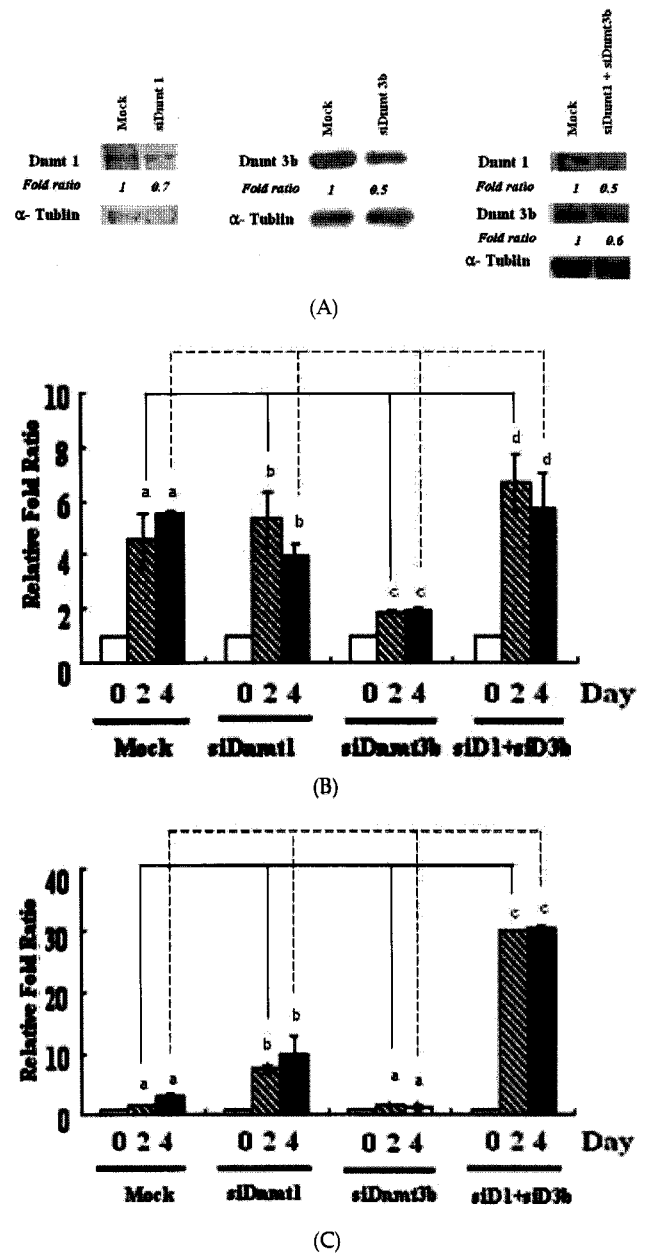 Mock siDnmt 1
Dnmt 1
Fold ratio 1 0.7
α- Tublin
Mock siDnmt 3b
Dnmt 3b
Fold ratio 1 0.5
α- Tublin
Mock siDnmt1 + siDnmt3b
Dnmt 1
Fold ratio 1 0.5
Dnmt 3b
Fold ratio 1 0.6
α- Tublin
(A)
Relative Fold Ratio
10
8
6
4
2
0
a a b b c c d d
0 2 4 0 2 4 0 2 4 0 2 4 Day
Mock siDnmt1 siDnmt3b siD1+siD3b
(B)
Relative Fold Ratio
40
30
20
10
0
a a b b a a c c
0 2 4 0 2 4 0 2 4 0 2 4 Day
Mock siDnmt1 siDnmt3b siD1+siD3b
(C)